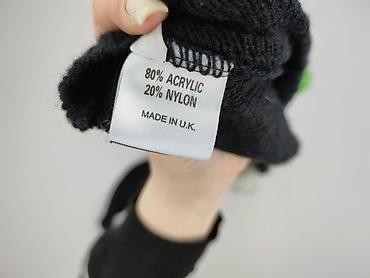 80% ACRYLIC
20% NYLON
MADE IN U.K.